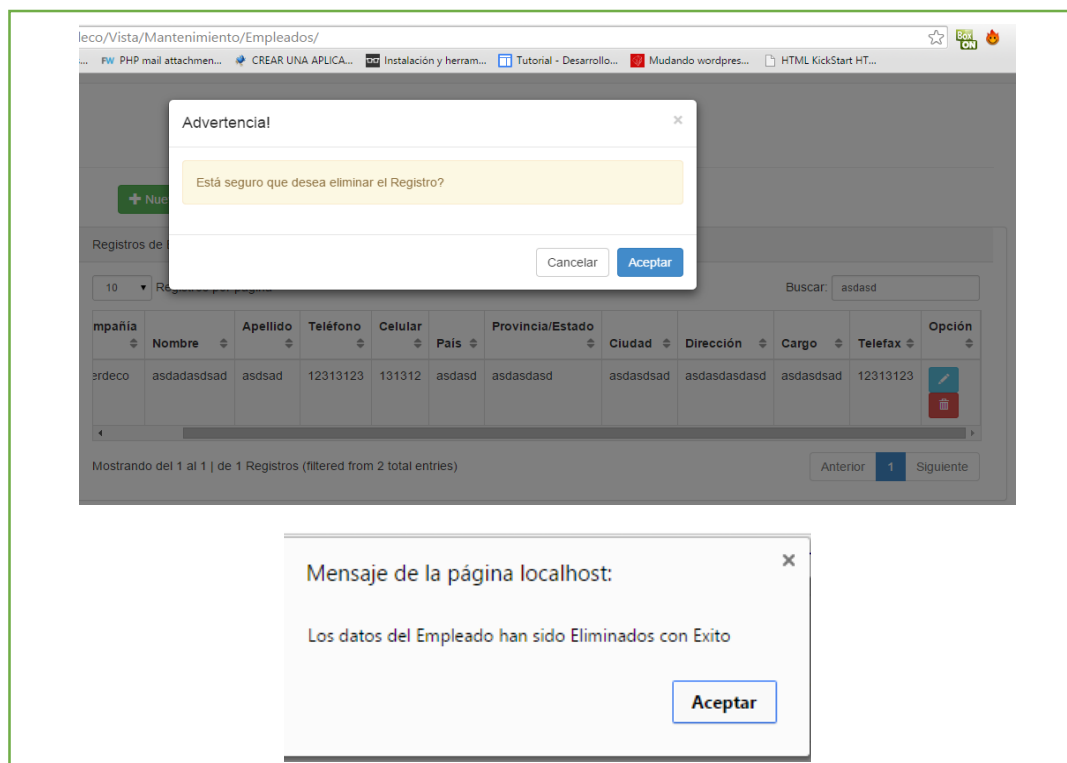 leco/Vista/Mantenimiento/Empleados/
Box ON
s... FW PHP mail attachmen... CREAR UNA APLICA... Instalación y herram... Tutorial - Desarrollo... Mudando wordpres... HTML KickStart HT...
Advertencia! ×
Está seguro que desea eliminar el Registro?
Cancelar Aceptar
+ Nue
Registros de
10 Registros por página Buscar: asdasd
mpañía Nombre Apellido Teléfono Celular Pais Provincia/Estado Ciudad Dirección Cargo Telefax Opción
erdeco asdadasdsad asdsad 12313123 131312 asdasd asdasdasd asdasdsad asdasdasdasd asdasdsad 12313123
Mostrando del 1 al 1 | de 1 Registros (filtered from 2 total entries) Anterior 1 Siguiente
Mensaje de la página localhost: ×
Los datos del Empleado han sido Eliminados con Exito
Aceptar